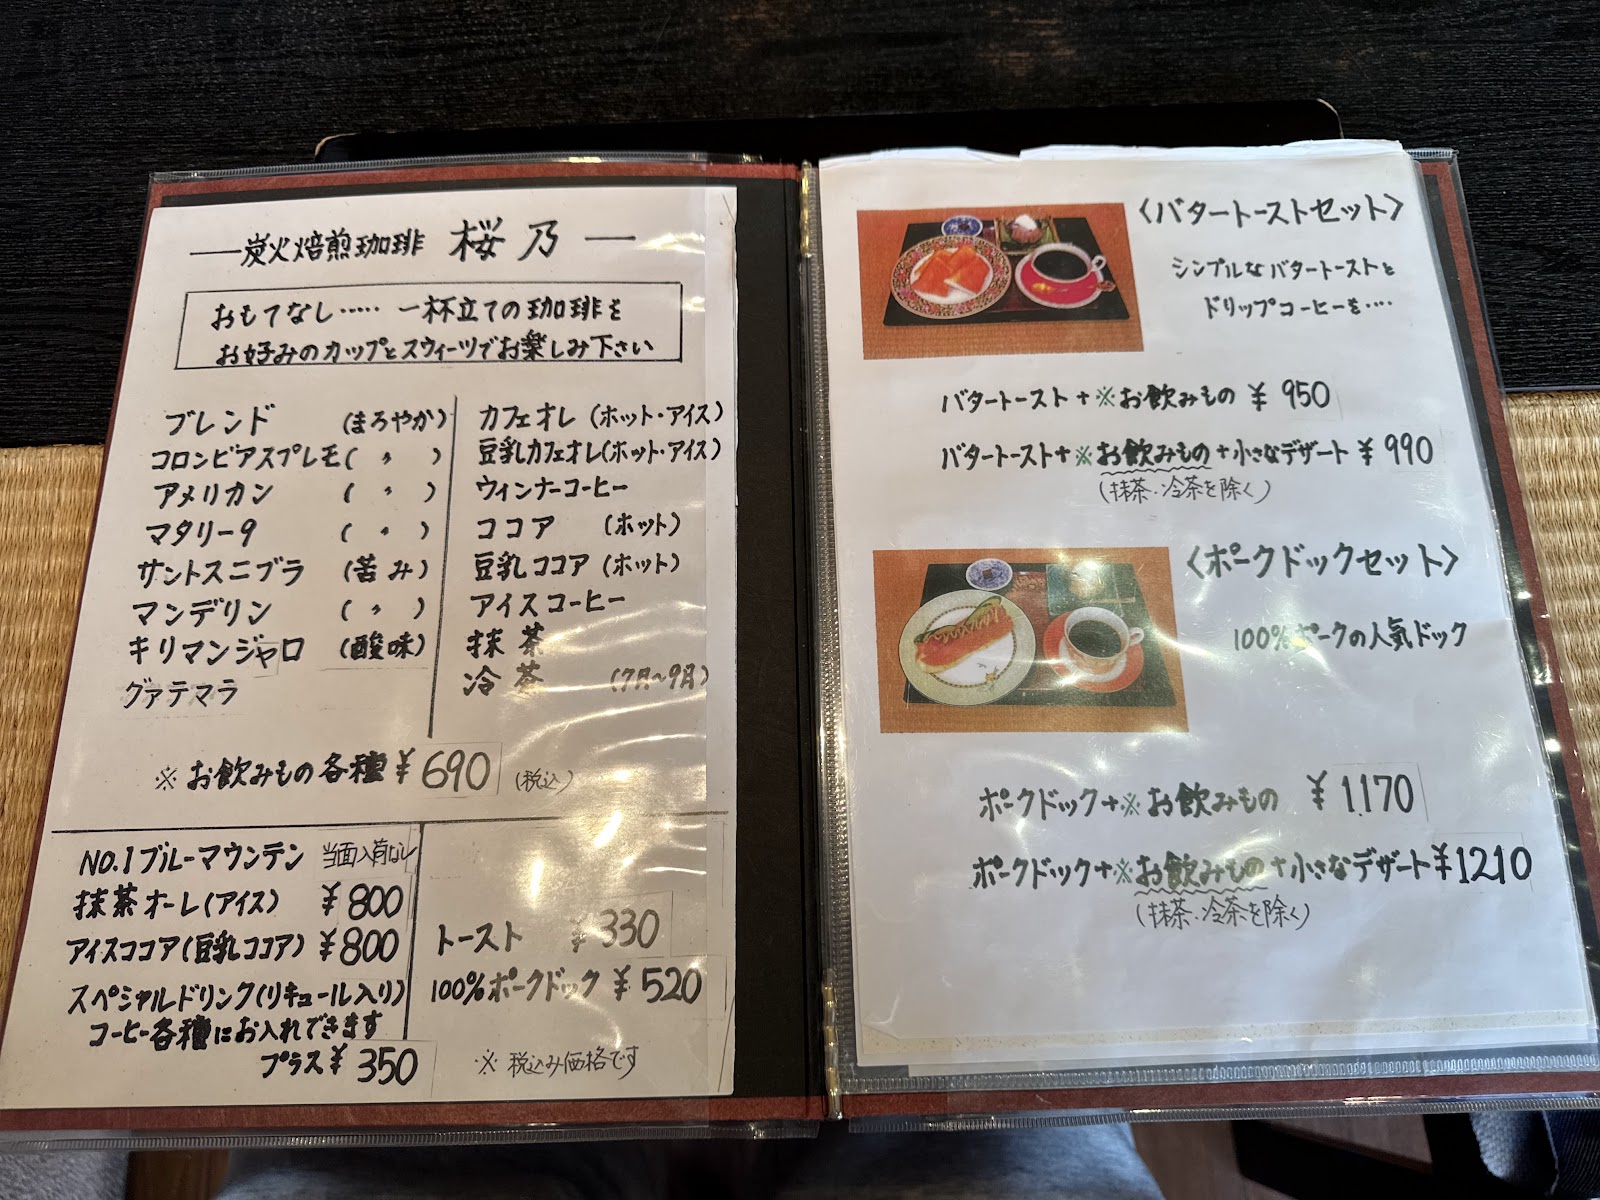 ― 炭火焙煎珈琲 桜乃 ―
おもてなし‥‥‥ 一杯立ての珈琲を
お好みのカップとスウィーツでお楽しみ下さい
ブレンド (まろやか)
コロンビアスプレモ( 〃 )
アメリカン ( 〃 )
マタリー9 ( 〃 )
サントスニブラ (苦み)
マンデリン ( 〃 )
キリマンジャロ (酸味)
グァテマラ
カフェオレ (ホット・アイス)
豆乳カフェオレ(ホット・アイス)
ウィンナーコーヒー
ココア (ホット)
豆乳ココア (ホット)
アイスコーヒー
抹茶
冷茶 (7月～9月)
※ お飲みもの各種 ¥690 (税込)
NO.1ブルーマウンテン 当面入荷なし
抹茶オーレ(アイス) ¥800
アイスココア(豆乳ココア) ¥800
スペシャルドリンク(リキュール入り)
コーヒー各種にお入れできます
プラス¥350
トースト ¥330
100%ポークドック ¥520
※ 税込み価格です
〈バタートーストセット〉
シンプルなバタートーストと
ドリップコーヒーを‥‥
バタートースト+※お飲みもの ¥950
バタートースト+※お飲みもの+小さなデザート ¥990
(抹茶・冷茶を除く)
〈ポークドックセット〉
100%ポークの人気ドック
ポークドック+※お飲みもの ¥1.170
ポークドック+※お飲みもの+小さなデザート¥1210
(抹茶・冷茶を除く)